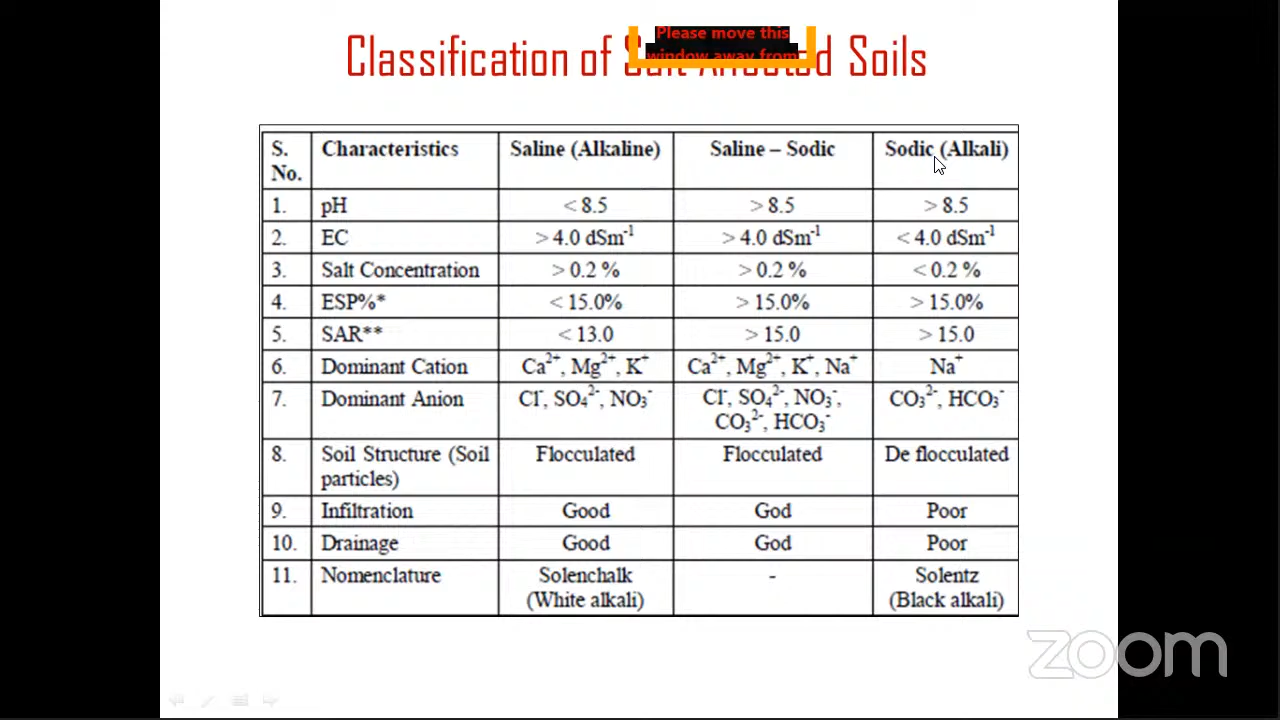 Please move this
window away from
Classification of Salt Affected Soils
S. No. Characteristics Saline (Alkaline) Saline – Sodic Sodic (Alkali)
1. pH < 8.5 > 8.5 > 8.5
2. EC > 4.0 dSm⁻¹ > 4.0 dSm⁻¹ < 4.0 dSm⁻¹
3. Salt Concentration > 0.2 % > 0.2 % < 0.2 %
4. ESP%* < 15.0% > 15.0% > 15.0%
5. SAR** < 13.0 > 15.0 > 15.0
6. Dominant Cation Ca²⁺, Mg²⁺, K⁺ Ca²⁺, Mg²⁺, K⁺, Na⁺ Na⁺
7. Dominant Anion Cl⁻, SO₄²⁻, NO₃⁻ Cl⁻, SO₄²⁻, NO₃⁻, CO₃²⁻, HCO₃⁻ CO₃²⁻, HCO₃⁻
8. Soil Structure (Soil particles) Flocculated Flocculated De flocculated
9. Infiltration Good God Poor
10. Drainage Good God Poor
11. Nomenclature Solenchalk (White alkali) - Solentz (Black alkali)
zoom